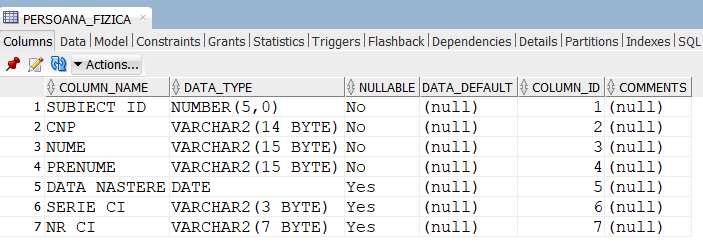 PERSOANA_FIZICA
Columns Data Model Constraints Grants Statistics Triggers Flashback Dependencies Details Partitions Indexes SQL
Actions...
COLUMN_NAME DATA_TYPE NULLABLE DATA_DEFAULT COLUMN_ID COMMENTS
1 SUBIECT ID NUMBER(5,0) No (null) 1 (null)
2 CNP VARCHAR2(14 BYTE) No (null) 2 (null)
3 NUME VARCHAR2(15 BYTE) No (null) 3 (null)
4 PRENUME VARCHAR2(15 BYTE) No (null) 4 (null)
5 DATA NASTERE DATE Yes (null) 5 (null)
6 SERIE CI VARCHAR2(3 BYTE) Yes (null) 6 (null)
7 NR CI VARCHAR2(7 BYTE) Yes (null) 7 (null)